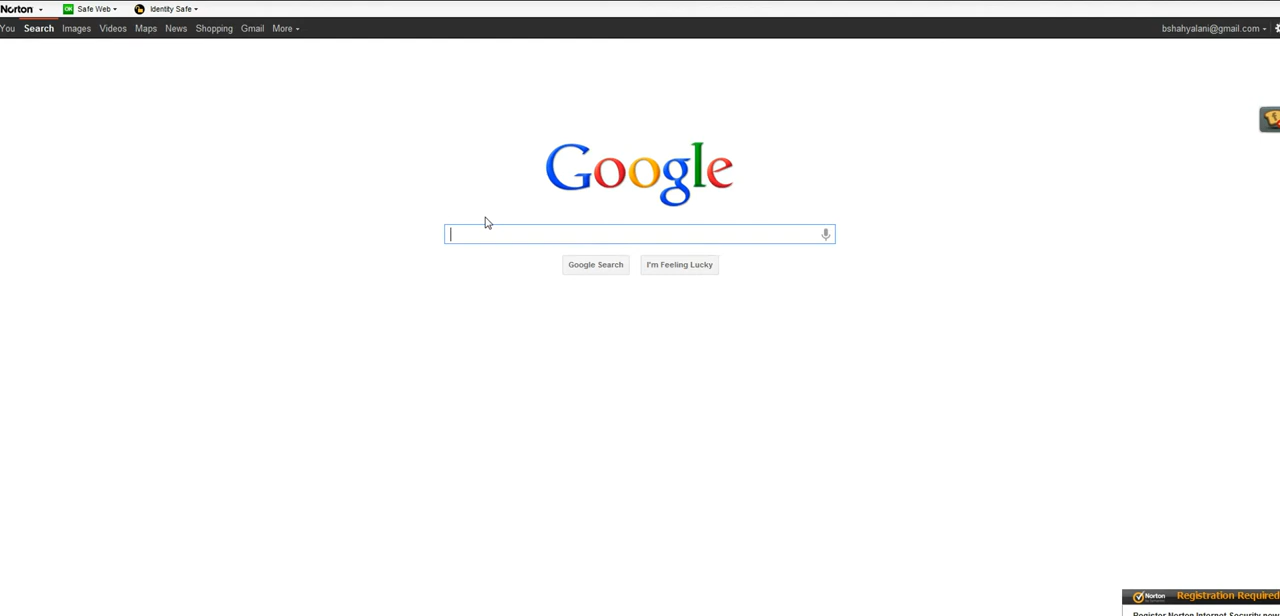 Norton Safe Web Identity Safe
You Search Images Videos Maps News Shopping Gmail More bshahyalani@gmail.com
Google
Google Search I'm Feeling Lucky
Norton Registration Required
Register Norton Internet Security now